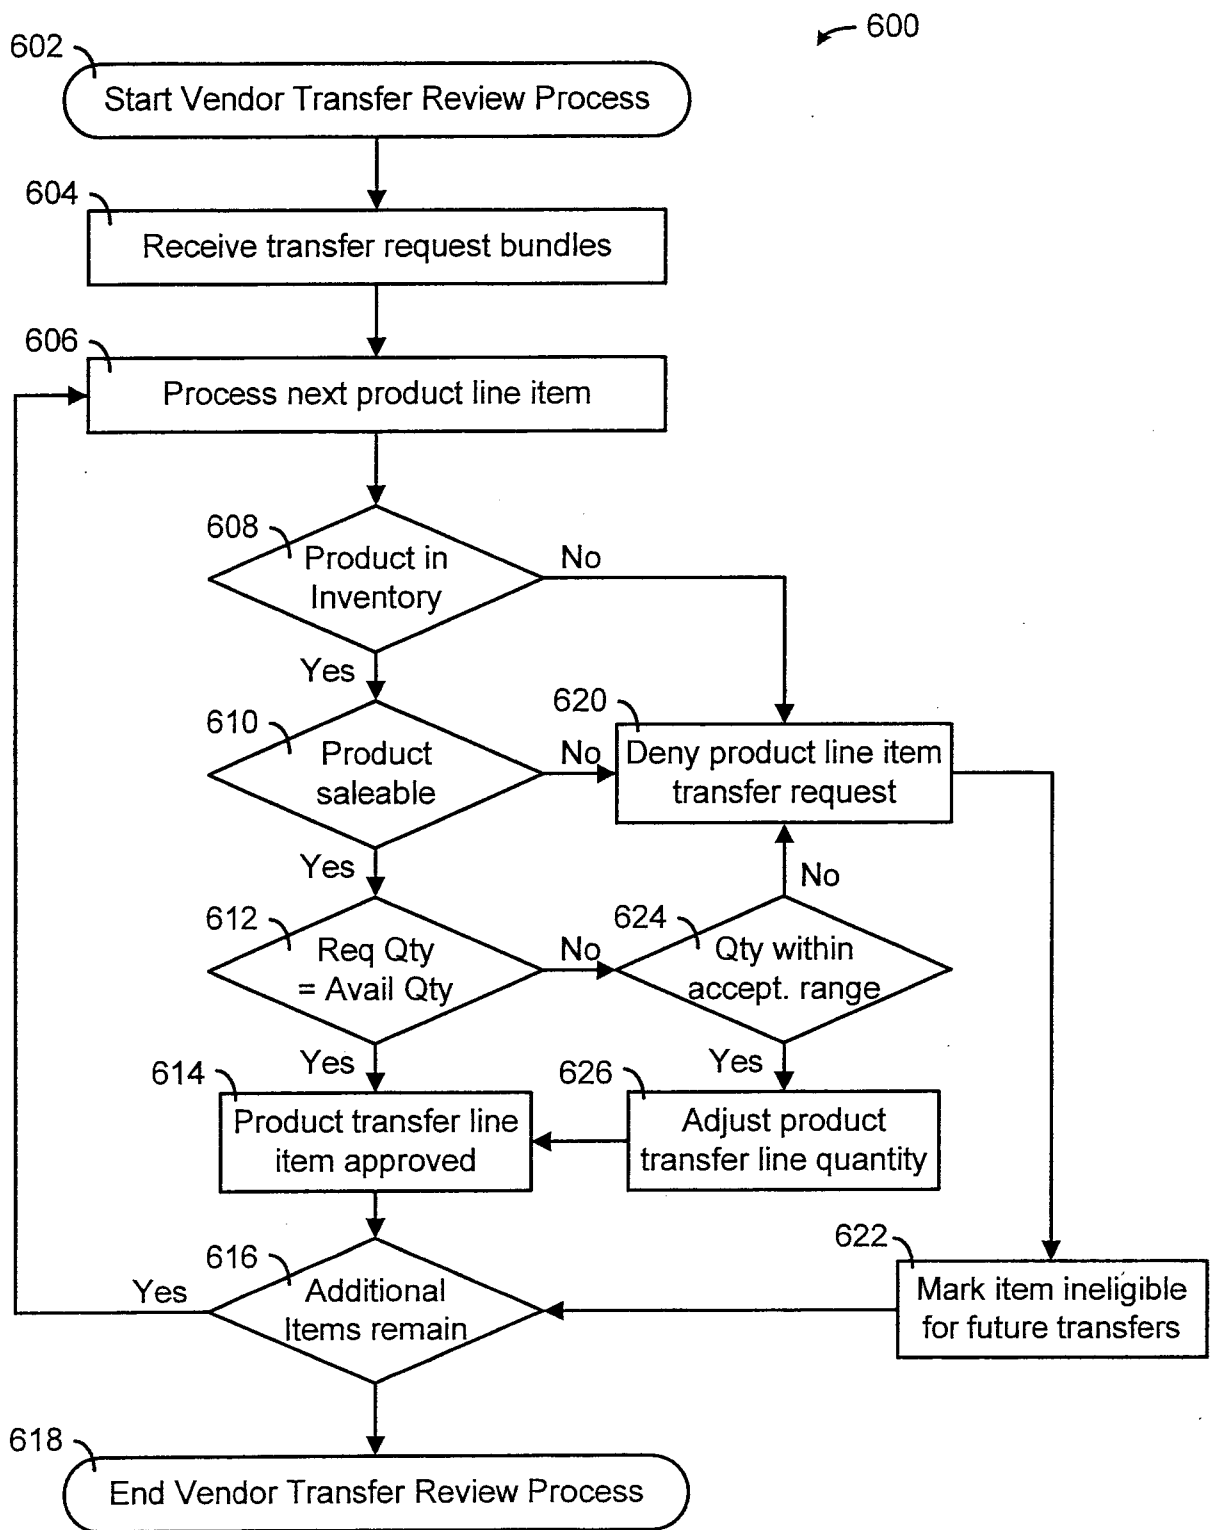 600
602
Start Vendor Transfer Review Process
604
Receive transfer request bundles
606
Process next product line item
608
Product in
Inventory
No
Yes
610
Product
saleable
No
620
Deny product line item
transfer request
Yes
No
612
Req Qty
= Avail Qty
No
624
Qty within
accept. range
Yes
Yes
614
Product transfer line
item approved
626
Adjust product
transfer line quantity
616
Additional
Items remain
Yes
622
Mark item ineligible
for future transfers
618
End Vendor Transfer Review Process